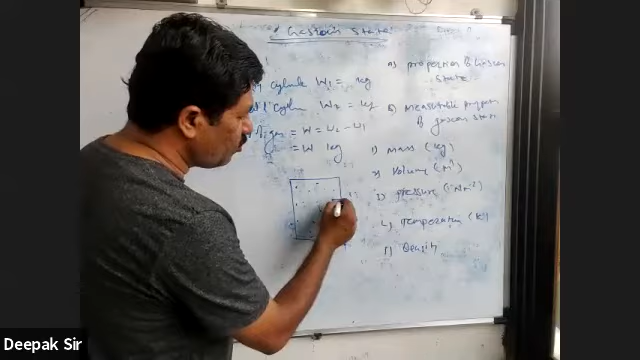 Gaseous state
cylinder W1 = kg
cylin W2 = kg
gas = W = W2 - W1
= W kg
a) properties of Gaseous
state
b) Measurable properties
of gaseous state
1) Mass (kg)
2) Volume (m³)
3) pressure (Nm⁻²)
4) Temperature (K)
5) Density
Deepak Sir